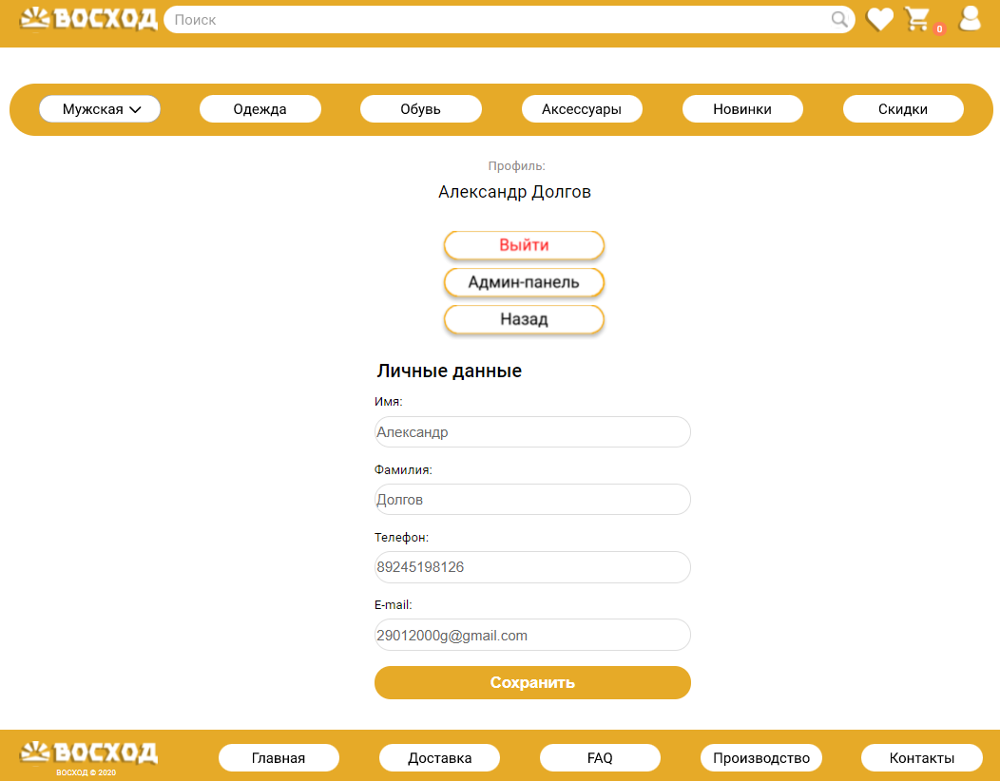 ВОСХОД Поиск 0
Мужская Одежда Обувь Аксессуары Новинки Скидки
Профиль:
Александр Долгов
Выйти
Админ-панель
Назад
Личные данные
Имя:
Александр
Фамилия:
Долгов
Телефон:
89245198126
E-mail:
29012000g@gmail.com
Сохранить
ВОСХОД Главная Доставка FAQ Производство Контакты
ВОСХОД © 2020